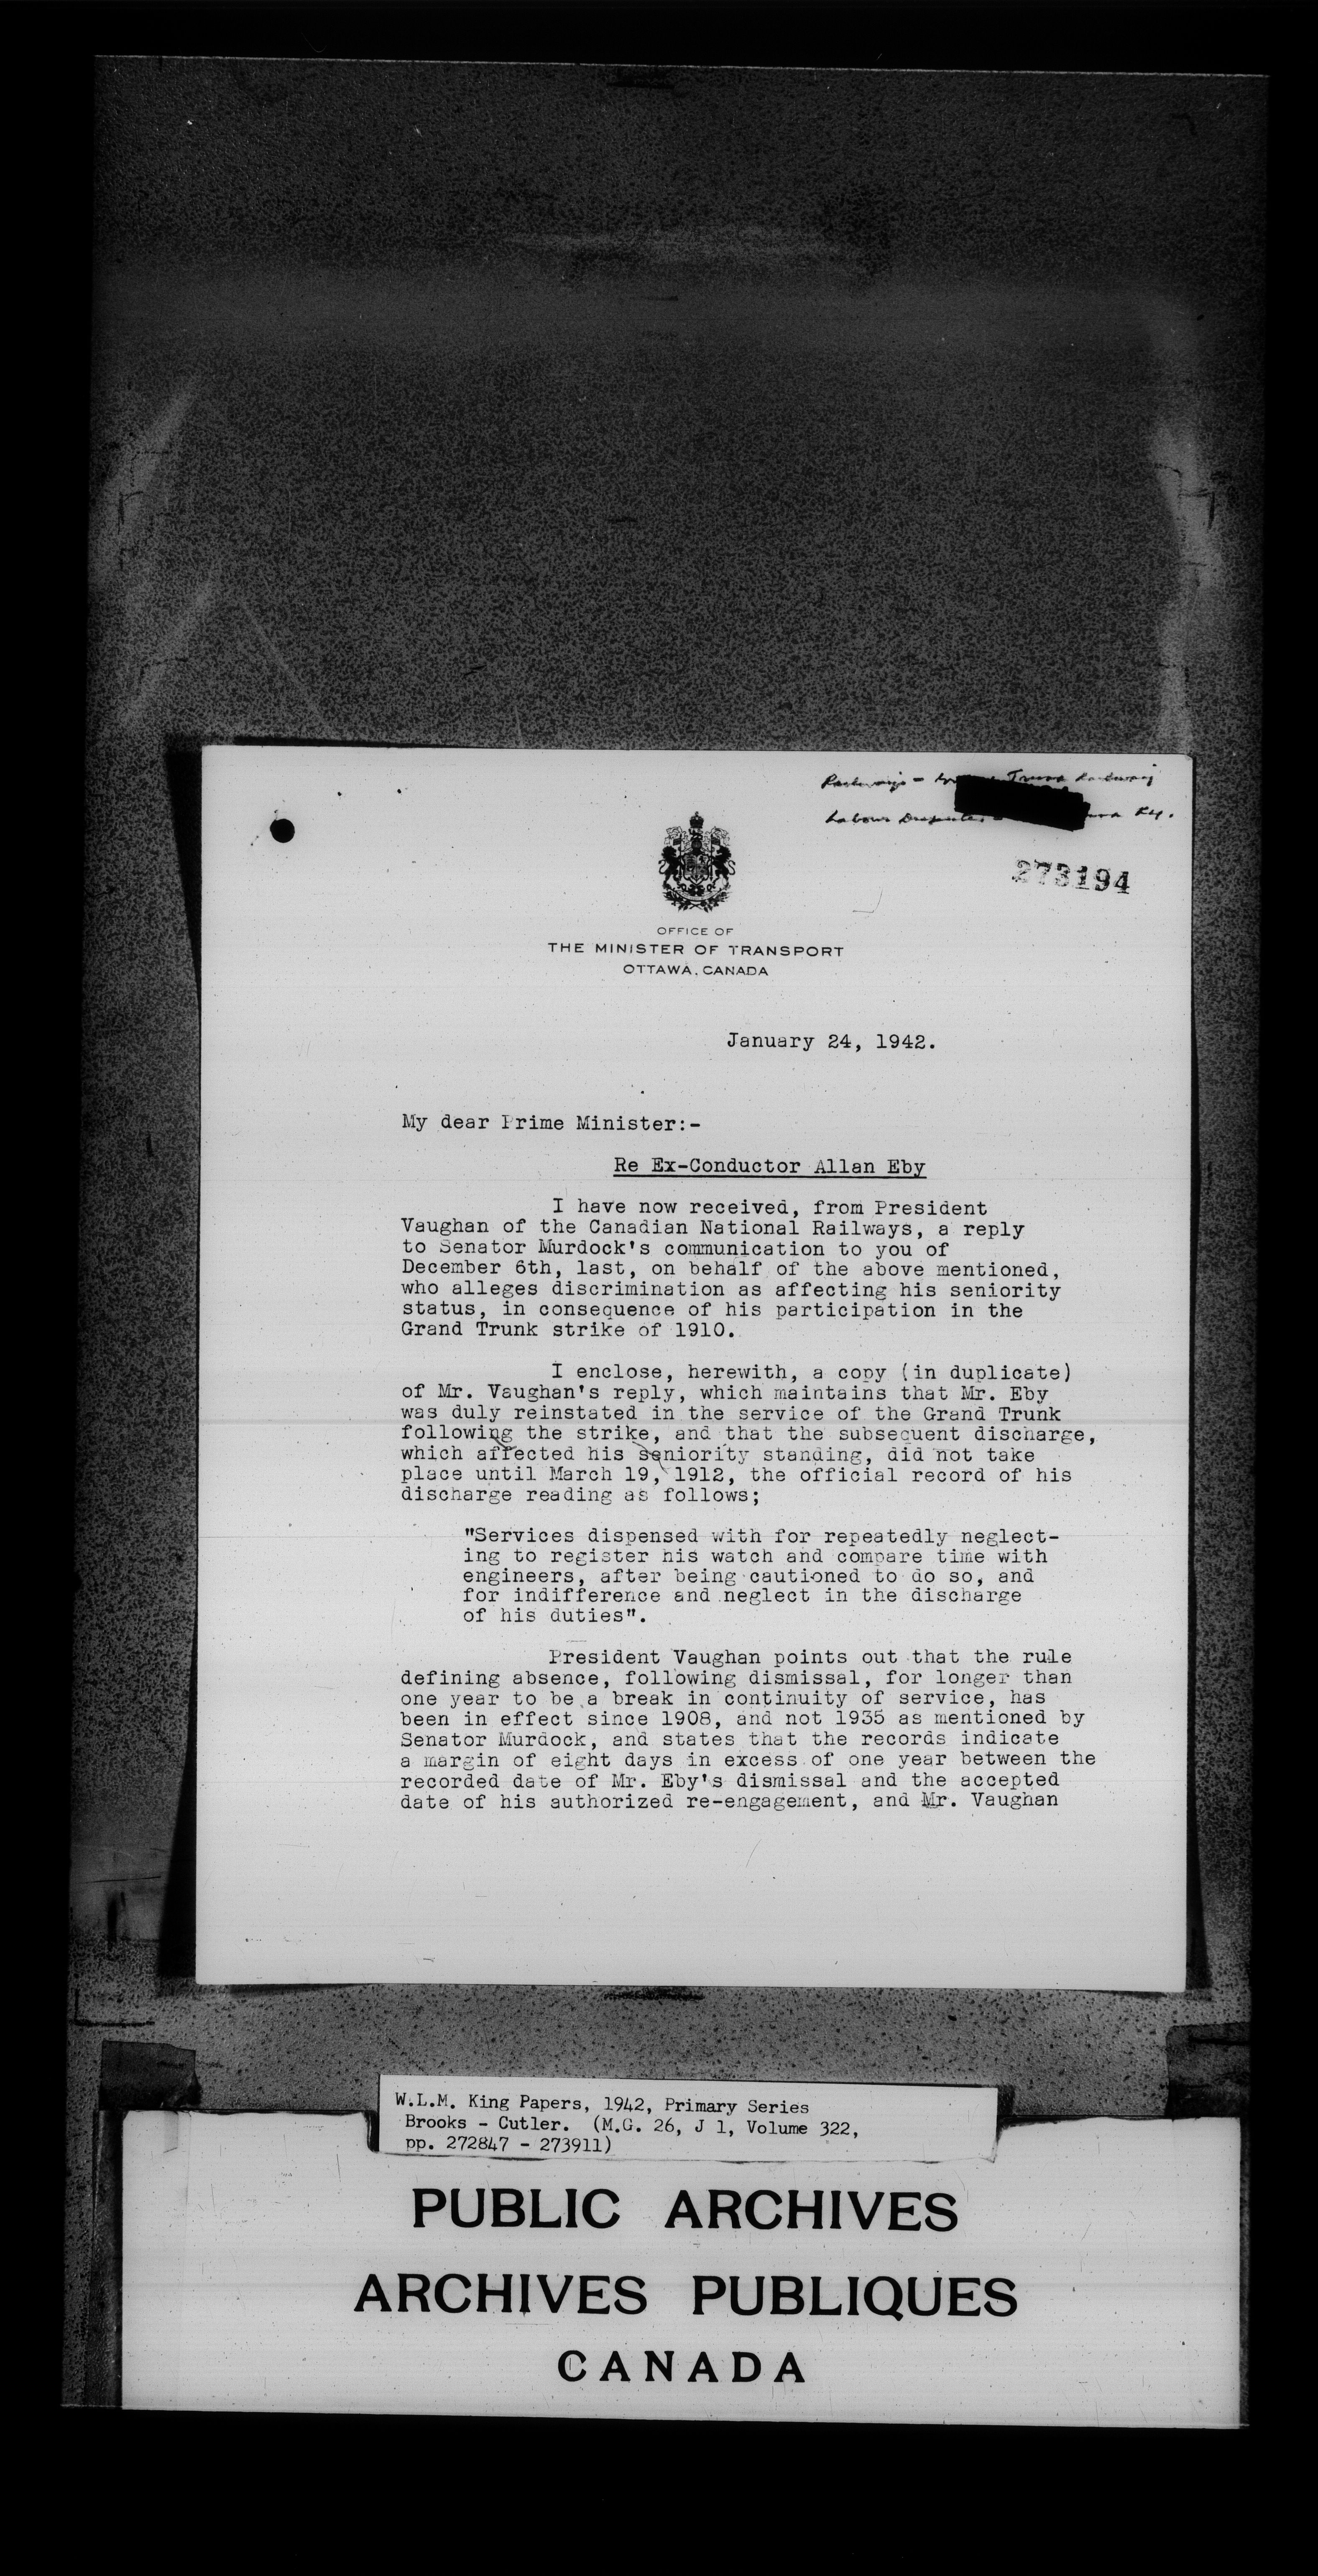 Railways - Trunk Railway
Labour Disputes - Ry.
273194
OFFICE OF
THE MINISTER OF TRANSPORT
OTTAWA, CANADA
January 24, 1942.
My dear Prime Minister:-
Re Ex-Conductor Allan Eby
I have now received, from President
Vaughan of the Canadian National Railways, a reply
to Senator Murdock's communication to you of
December 6th, last, on behalf of the above mentioned,
who alleges discrimination as affecting his seniority
status, in consequence of his participation in the
Grand Trunk strike of 1910.
I enclose, herewith, a copy (in duplicate)
of Mr. Vaughan's reply, which maintains that Mr. Eby
was duly reinstated in the service of the Grand Trunk
following the strike, and that the subsequent discharge,
which affected his seniority standing, did not take
place until March 19, 1912, the official record of his
discharge reading as follows;
"Services dispensed with for repeatedly neglect-
ing to register his watch and compare time with
engineers, after being cautioned to do so, and
for indifference and neglect in the discharge
of his duties".
President Vaughan points out that the rule
defining absence, following dismissal, for longer than
one year to be a break in continuity of service, has
been in effect since 1908, and not 1935 as mentioned by
Senator Murdock, and states that the records indicate
a margin of eight days in excess of one year between the
recorded date of Mr. Eby's dismissal and the accepted
date of his authorized re-engagement, and Mr. Vaughan
W.L.M. King Papers, 1942, Primary Series
Brooks - Cutler. (M.G. 26, J 1, Volume 322,
pp. 272847 - 273911)
PUBLIC ARCHIVES
ARCHIVES PUBLIQUES
CANADA